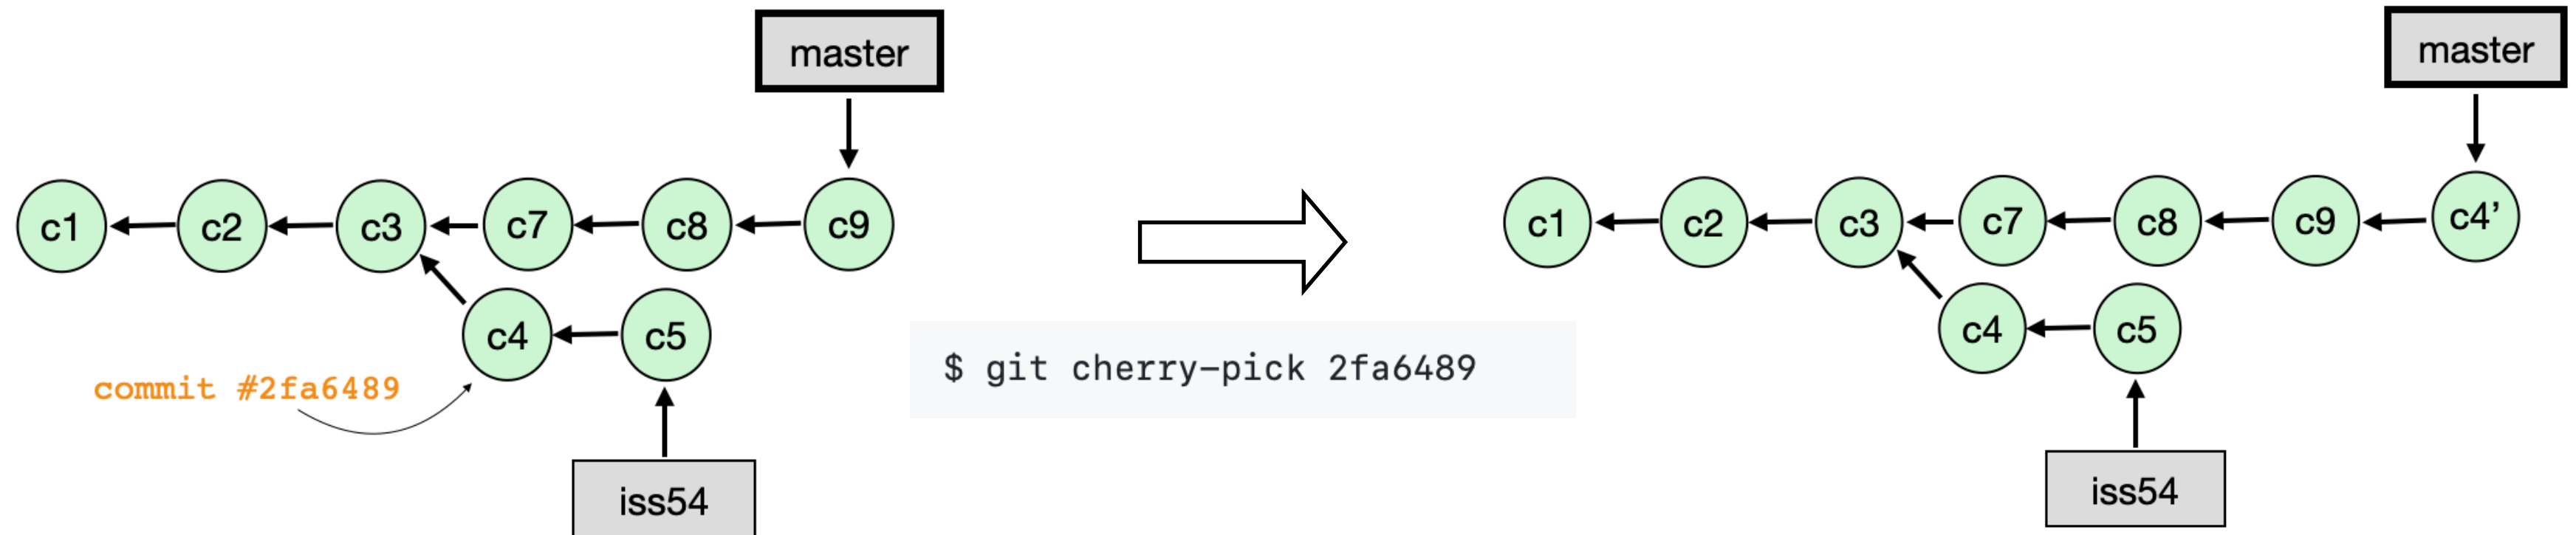 master
c1
c2
c3
c7
c8
c9
c4
c5
commit #2fa6489
iss54
$ git cherry-pick 2fa6489
master
c1
c2
c3
c7
c8
c9
c4’
c4
c5
iss54